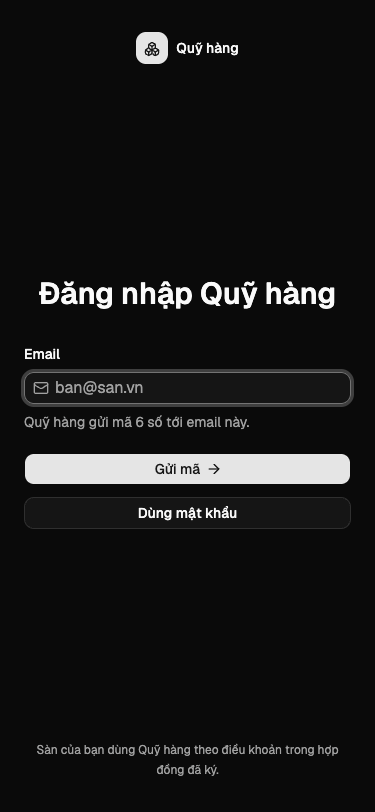 Quỹ hàng
Đăng nhập Quỹ hàng
Email
ban@san.vn
Quỹ hàng gửi mã 6 số tới email này.
Gửi mã
Dùng mật khẩu
Sàn của bạn dùng Quỹ hàng theo điều khoản trong hợp
đồng đã ký.